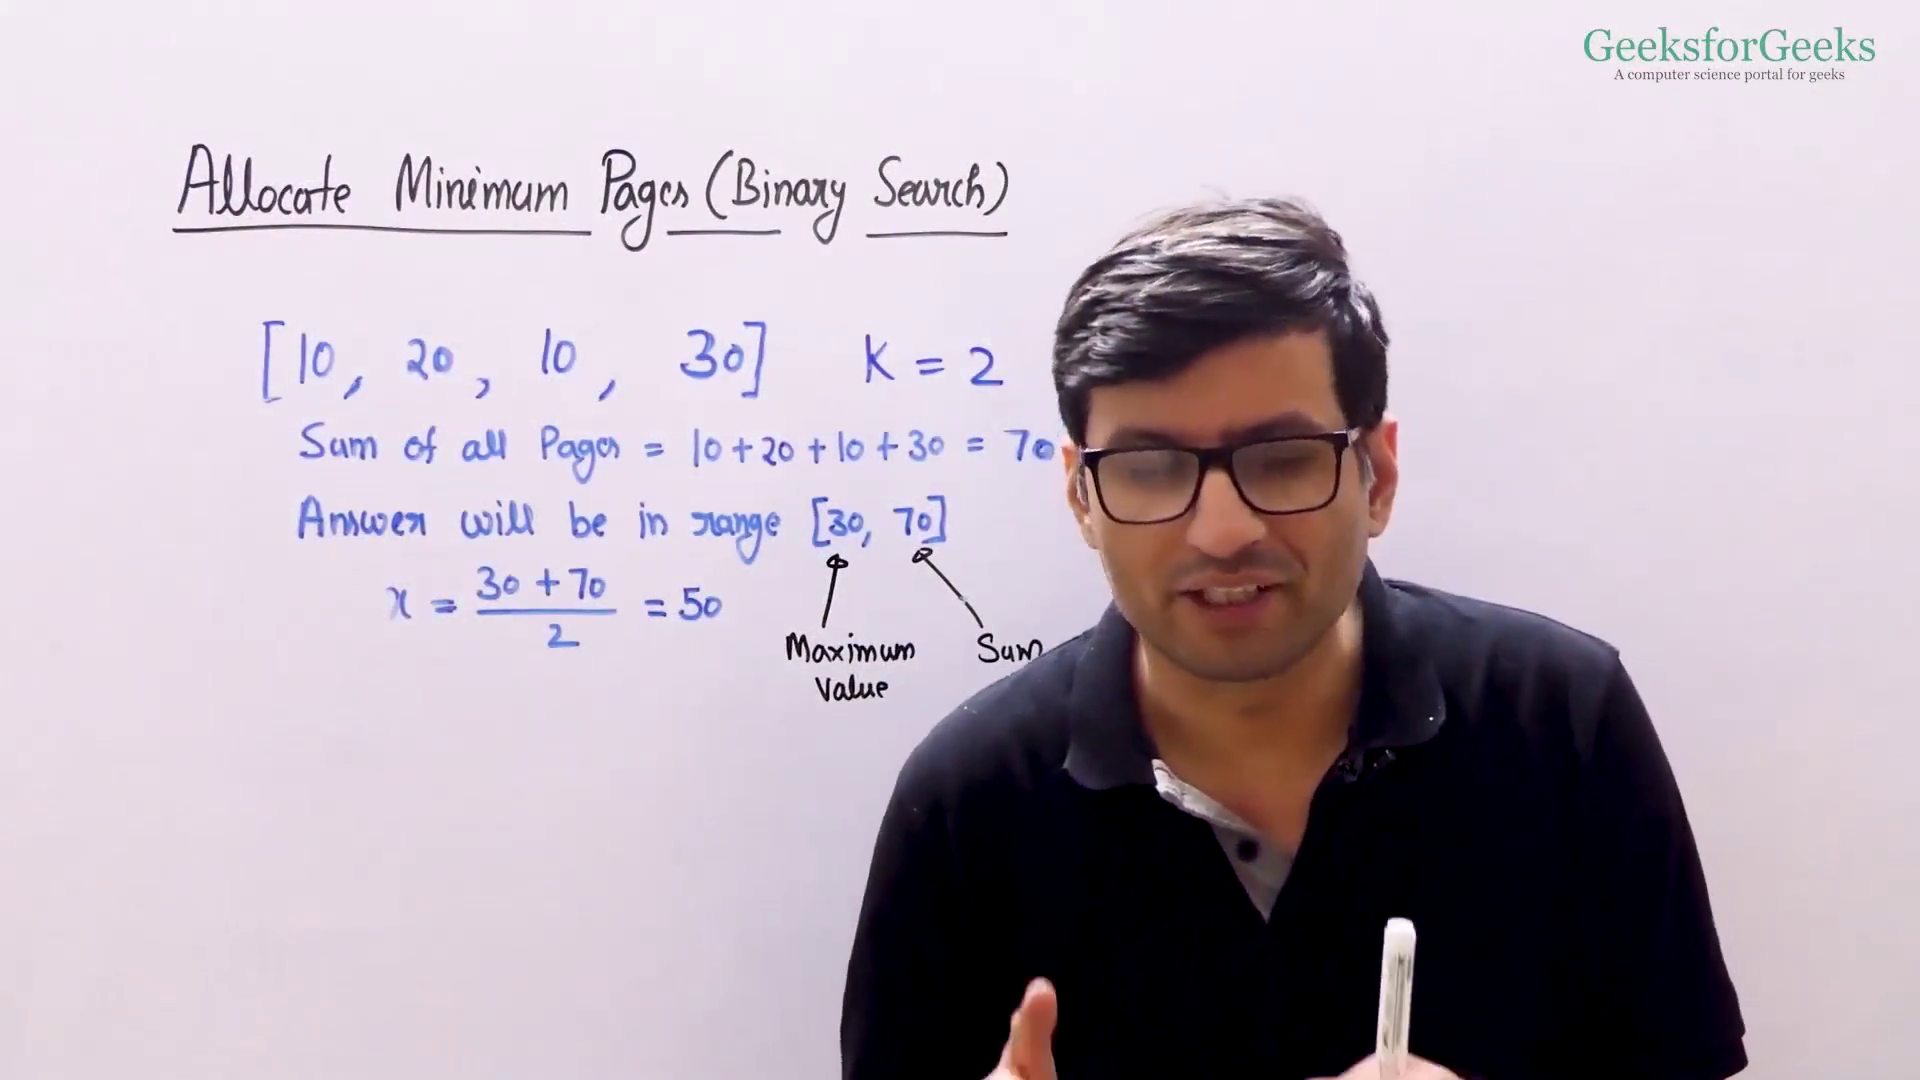 GeeksforGeeks
A computer science portal for geeks
Allocate Minimum Pages (Binary Search)
[10, 20, 10, 30] K = 2
Sum of all Pages = 10+20+10+30 = 70
Answer will be in range [30, 70]
x = 30 + 70 / 2 = 50
Maximum Value
Sum